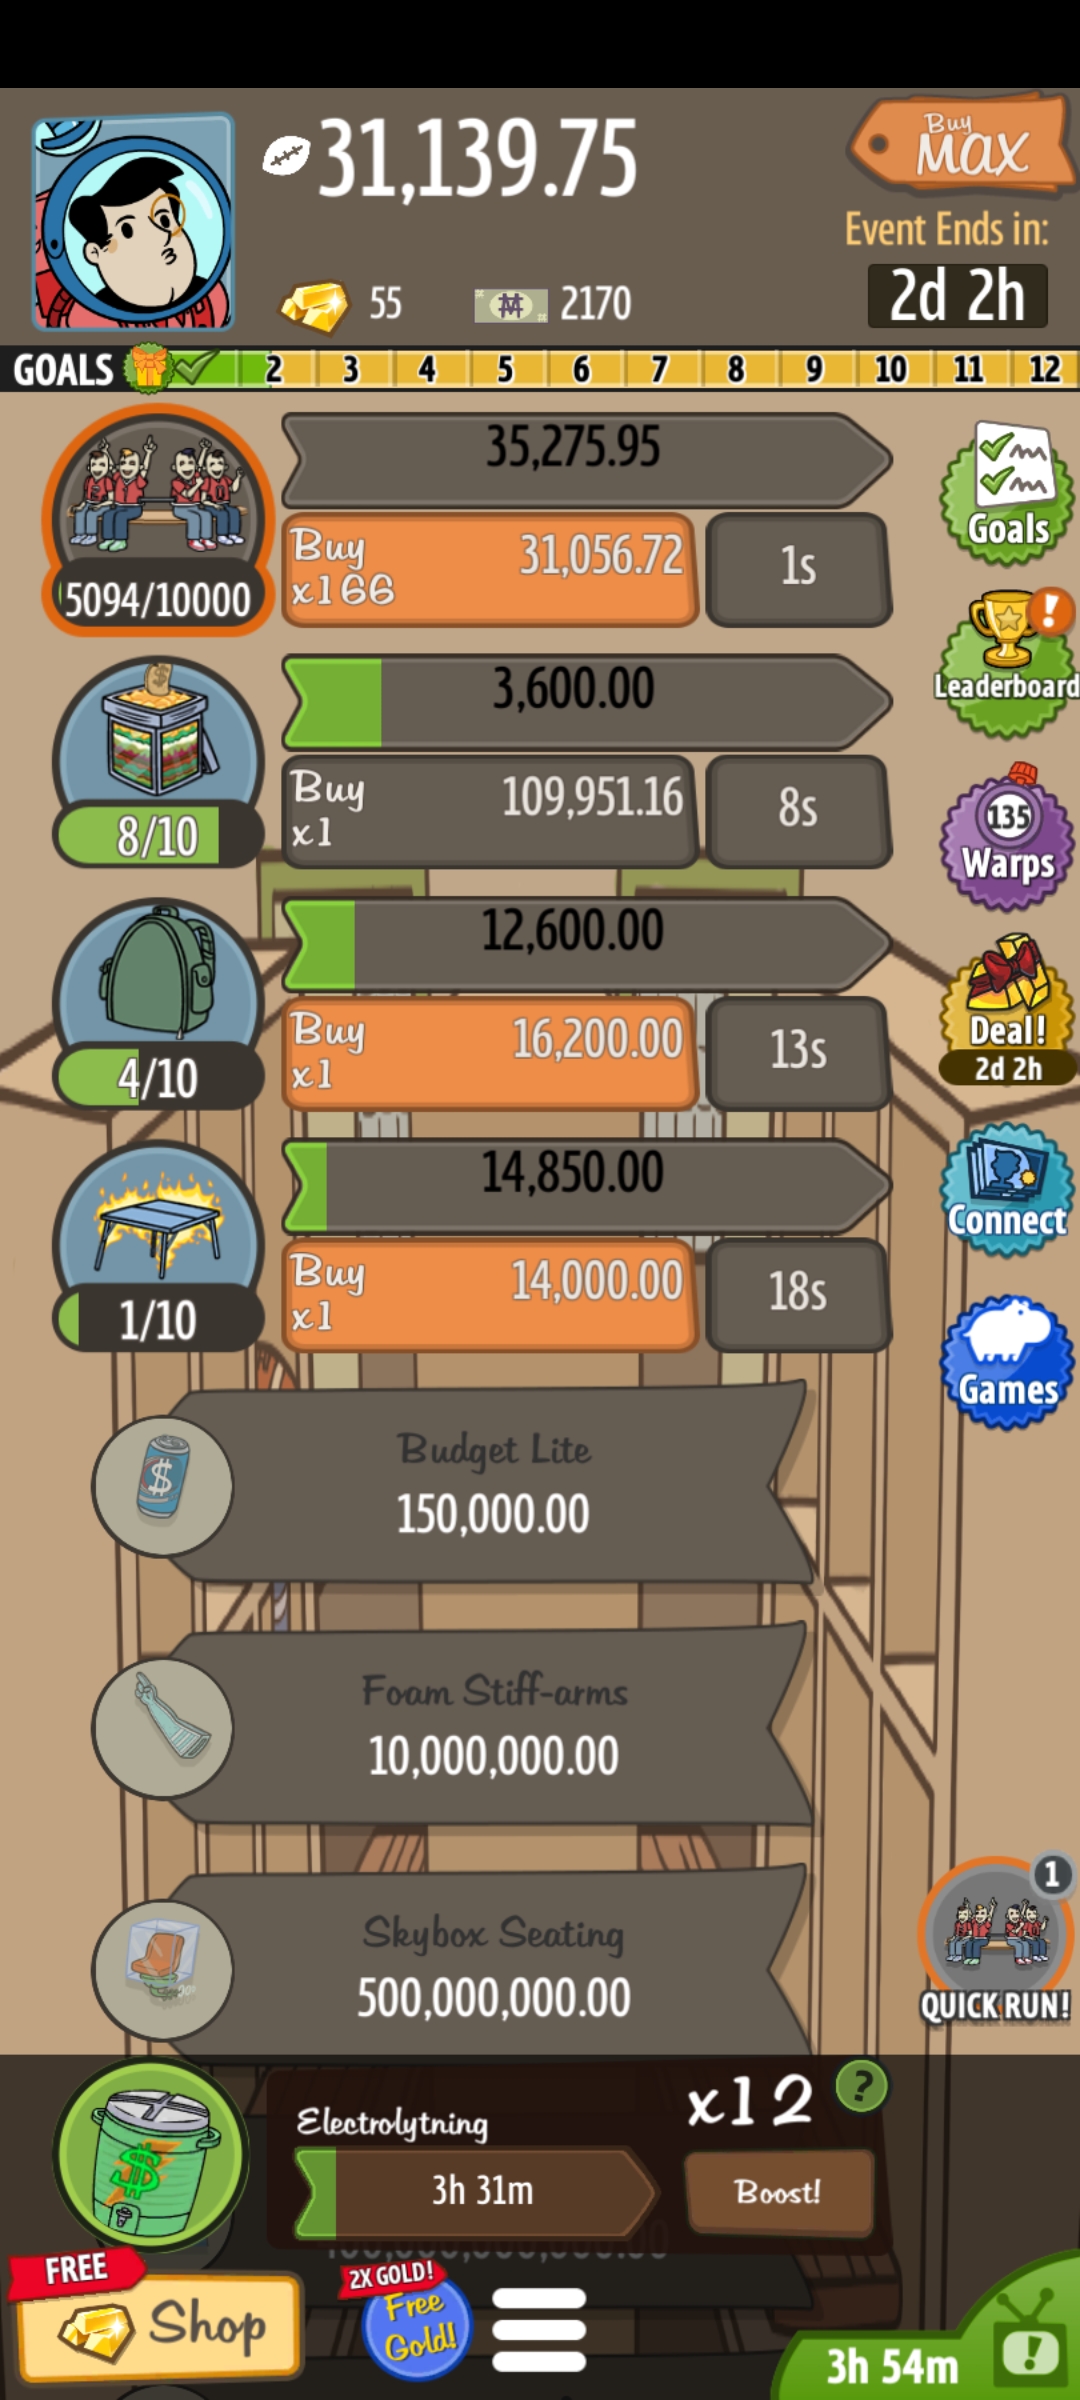 31,139.75
Buy
MAX
Event Ends in:
55
2170
2d 2h
GOALS 2 3 4 5 6 7 8 9 10 11 12
35,275.95
Buy
x166
31,056.72
1s
5094/10000
Goals
3,600.00
Buy
x1
109,951.16
8s
8/10
Leaderboard
135
Warps
12,600.00
Buy
x1
16,200.00
13s
4/10
Deal!
2d 2h
14,850.00
Buy
x1
14,000.00
18s
1/10
Connect
Games
Budget Lite
150,000.00
Foam Stiff-arms
10,000,000.00
Skybox Seating
500,000,000.00
1
QUICK RUN!
Electrolytning
x12
?
3h 31m
Boost!
FREE
Shop
2X GOLD!
Free
Gold!
3h 54m